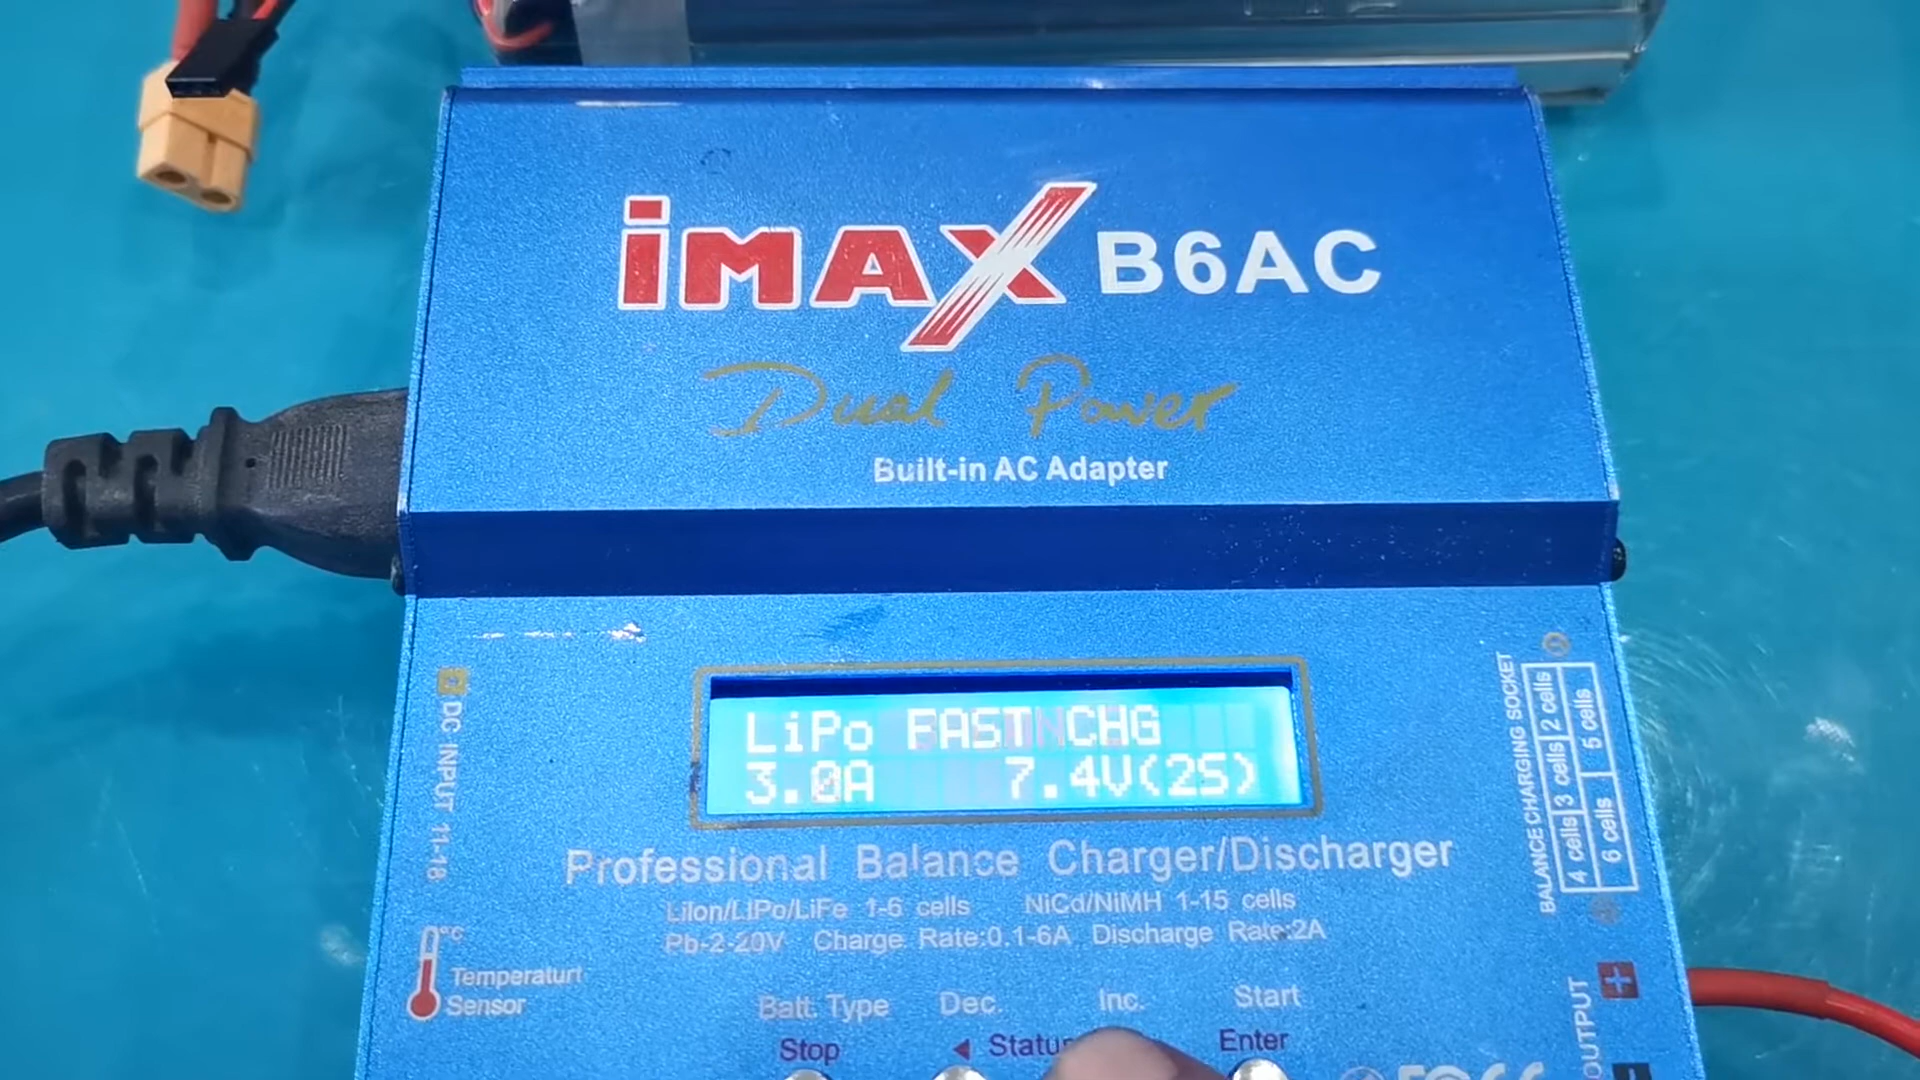 iMAX B6AC
Dual Power
Built-in AC Adapter
DC INPUT 11-18
LiPo FAST CHG
3.0A 7.4V(2S)
BALANCE CHARGING SOCKET
2 cells
3 cells
4 cells
5 cells
6 cells
Professional Balance Charger/Discharger
LiIon/LiPo/LiFe 1-6 cells NiCd/NiMH 1-15 cells
Pb-2-20V Charge Rate:0.1-6A Discharge Rate:2A
°C
Temperaturt
Sensor
Batt. Type Dec. Inc. Start
Stop ◀ Status Enter
OUTPUT
+
-